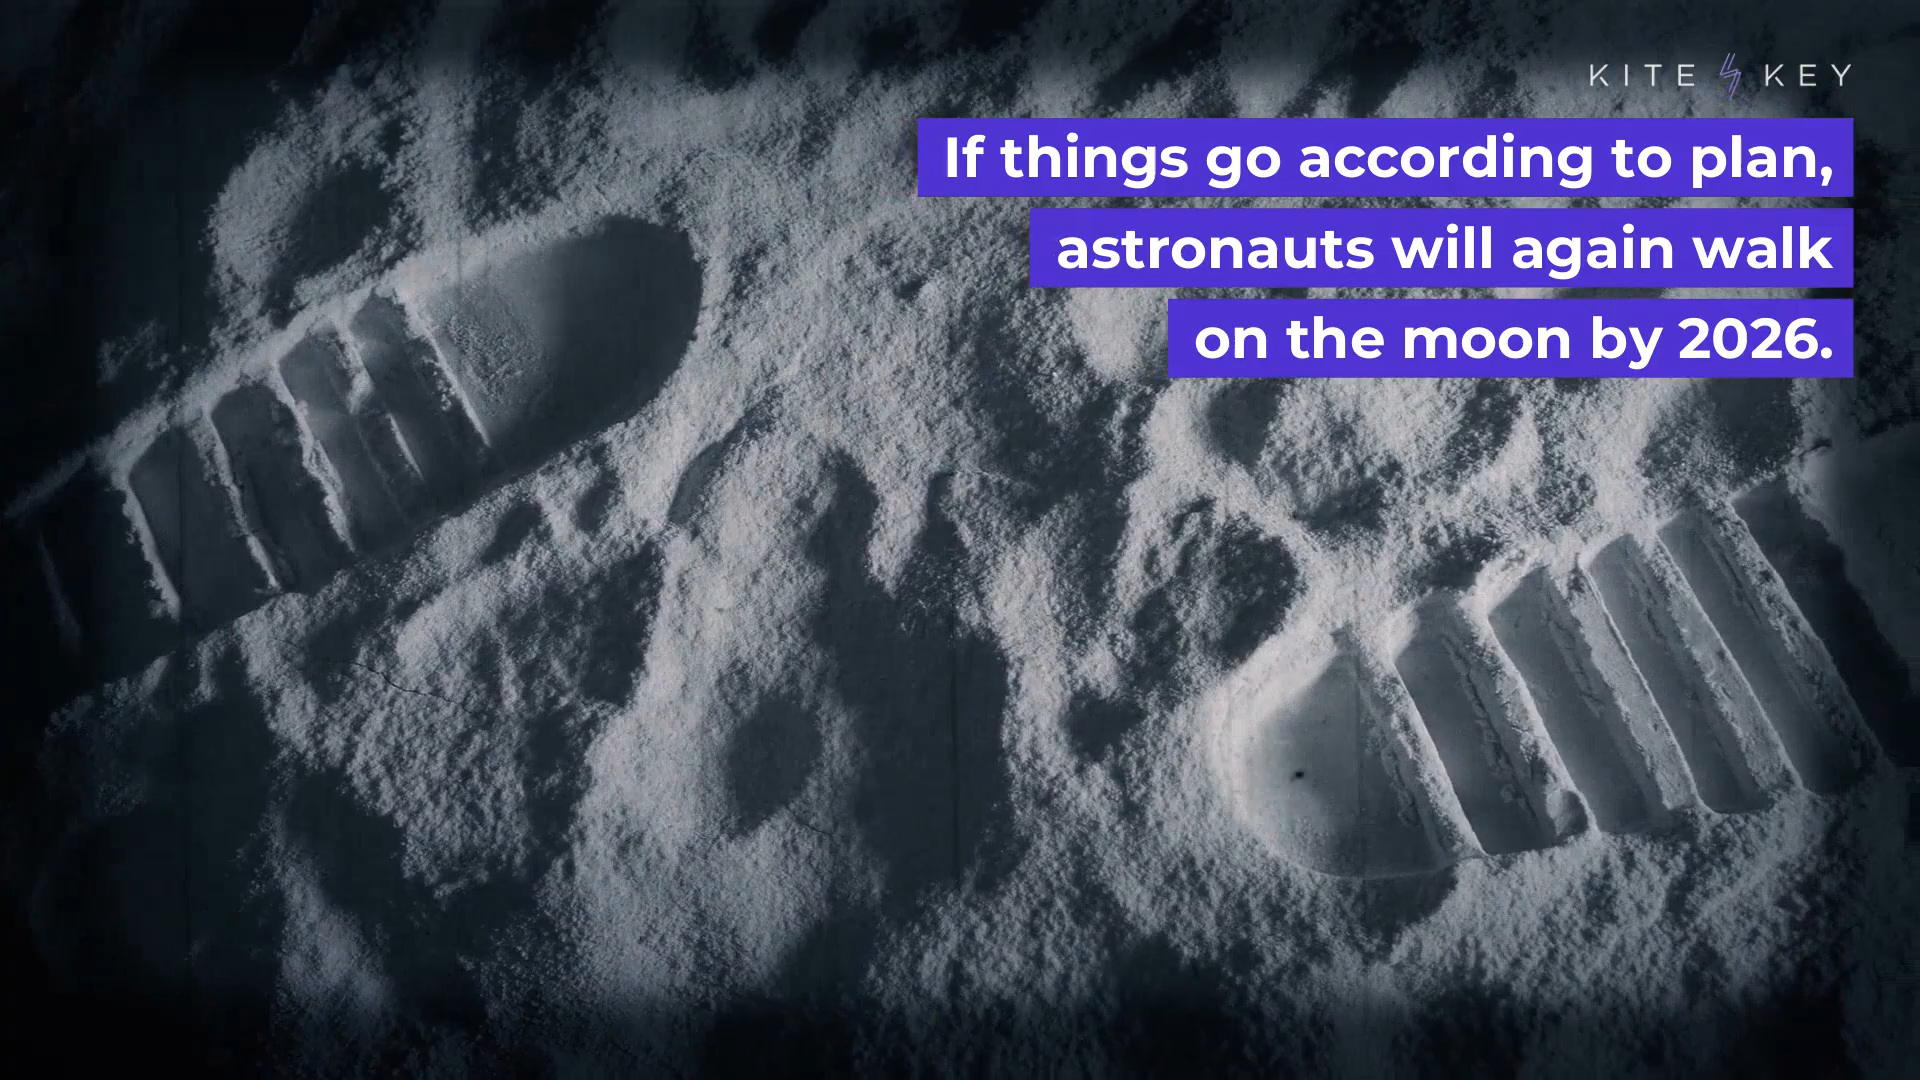 KITE KEY
If things go according to plan,
astronauts will again walk
on the moon by 2026.